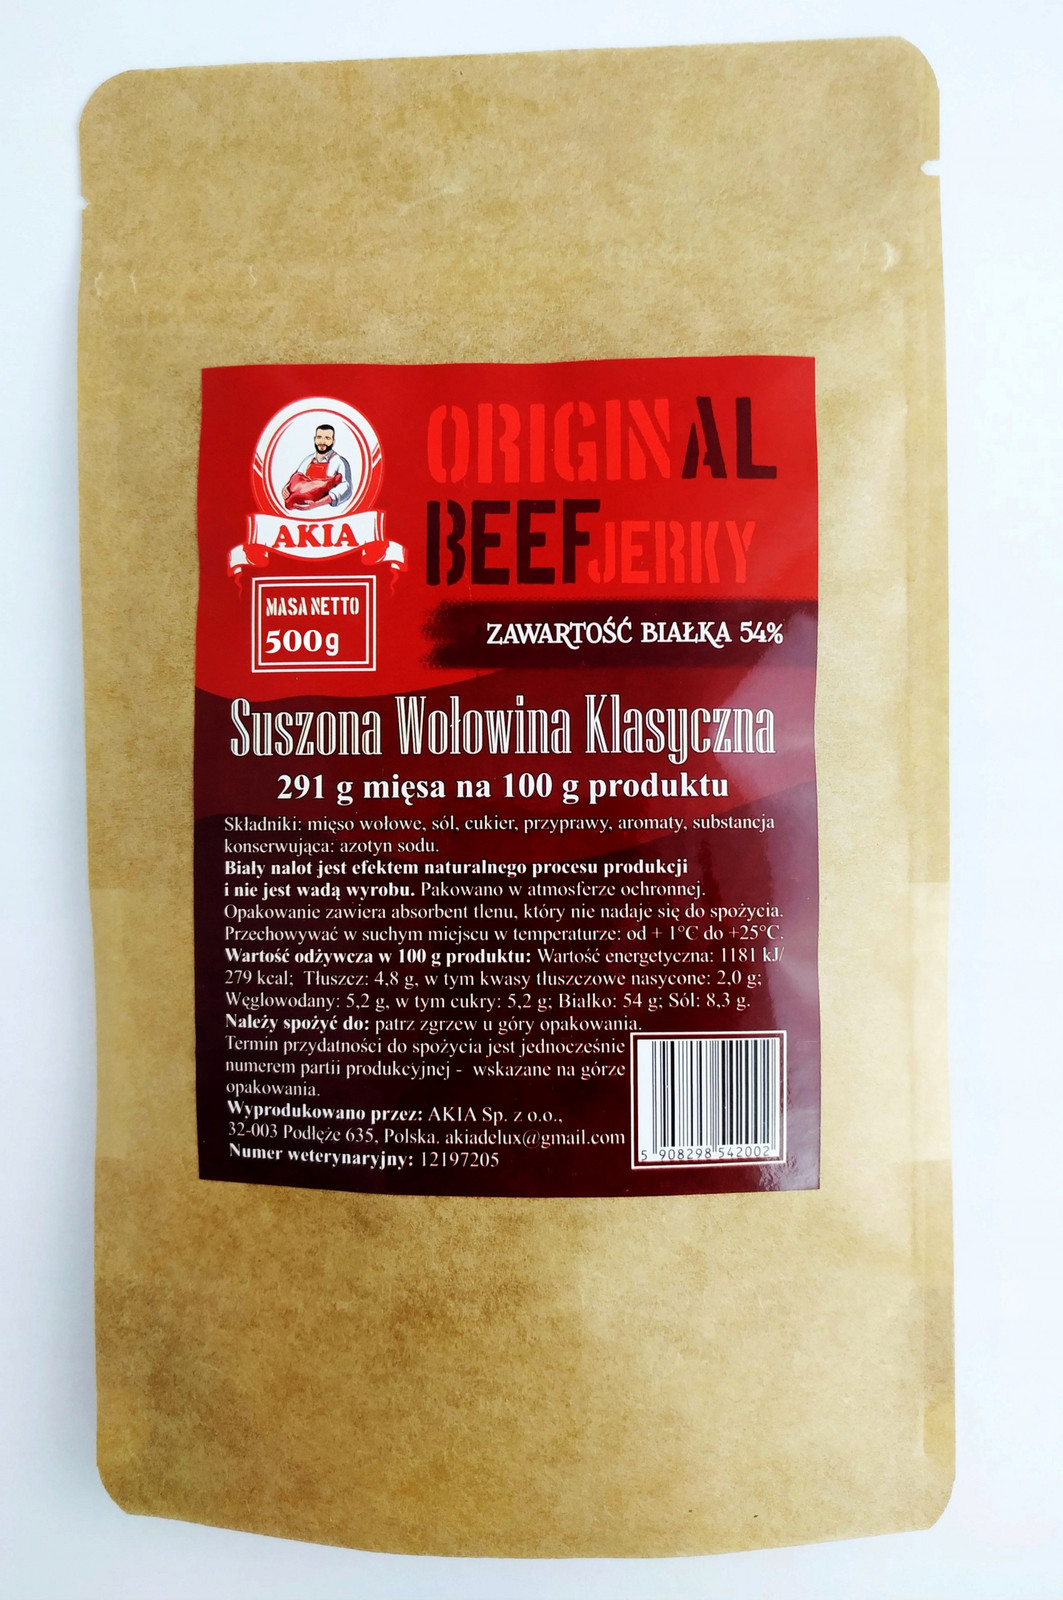 AKIA
ORIGINAL
BEEF JERKY
MASA NETTO
500g
ZAWARTOŚĆ BIAŁKA 54%
Suszona Wołowina Klasyczna
291 g mięsa na 100 g produktu
Składniki: mięso wołowe, sól, cukier, przyprawy, aromaty, substancja
konserwująca: azotyn sodu.
Biały nalot jest efektem naturalnego procesu produkcji
i nie jest wadą wyrobu. Pakowano w atmosferze ochronnej.
Opakowanie zawiera absorbent tlenu, który nie nadaje się do spożycia.
Przechowywać w suchym miejscu w temperaturze: od + 1°C do +25°C.
Wartość odżywcza w 100 g produktu: Wartość energetyczna: 1181 kJ/
279 kcal; Tłuszcz: 4,8 g, w tym kwasy tłuszczowe nasycone: 2,0 g;
Węglowodany: 5,2 g, w tym cukry: 5,2 g; Białko: 54 g; Sól: 8,3 g.
Należy spożyć do: patrz zgrzew u góry opakowania.
Termin przydatności do spożycia jest jednocześnie
numerem partii produkcyjnej - wskazane na górze
opakowania.
Wyprodukowano przez: AKIA Sp. z o.o.,
32-003 Podłęże 635, Polska. akiadelux@gmail.com
Numer weterynaryjny: 12197205
5 908298 542002